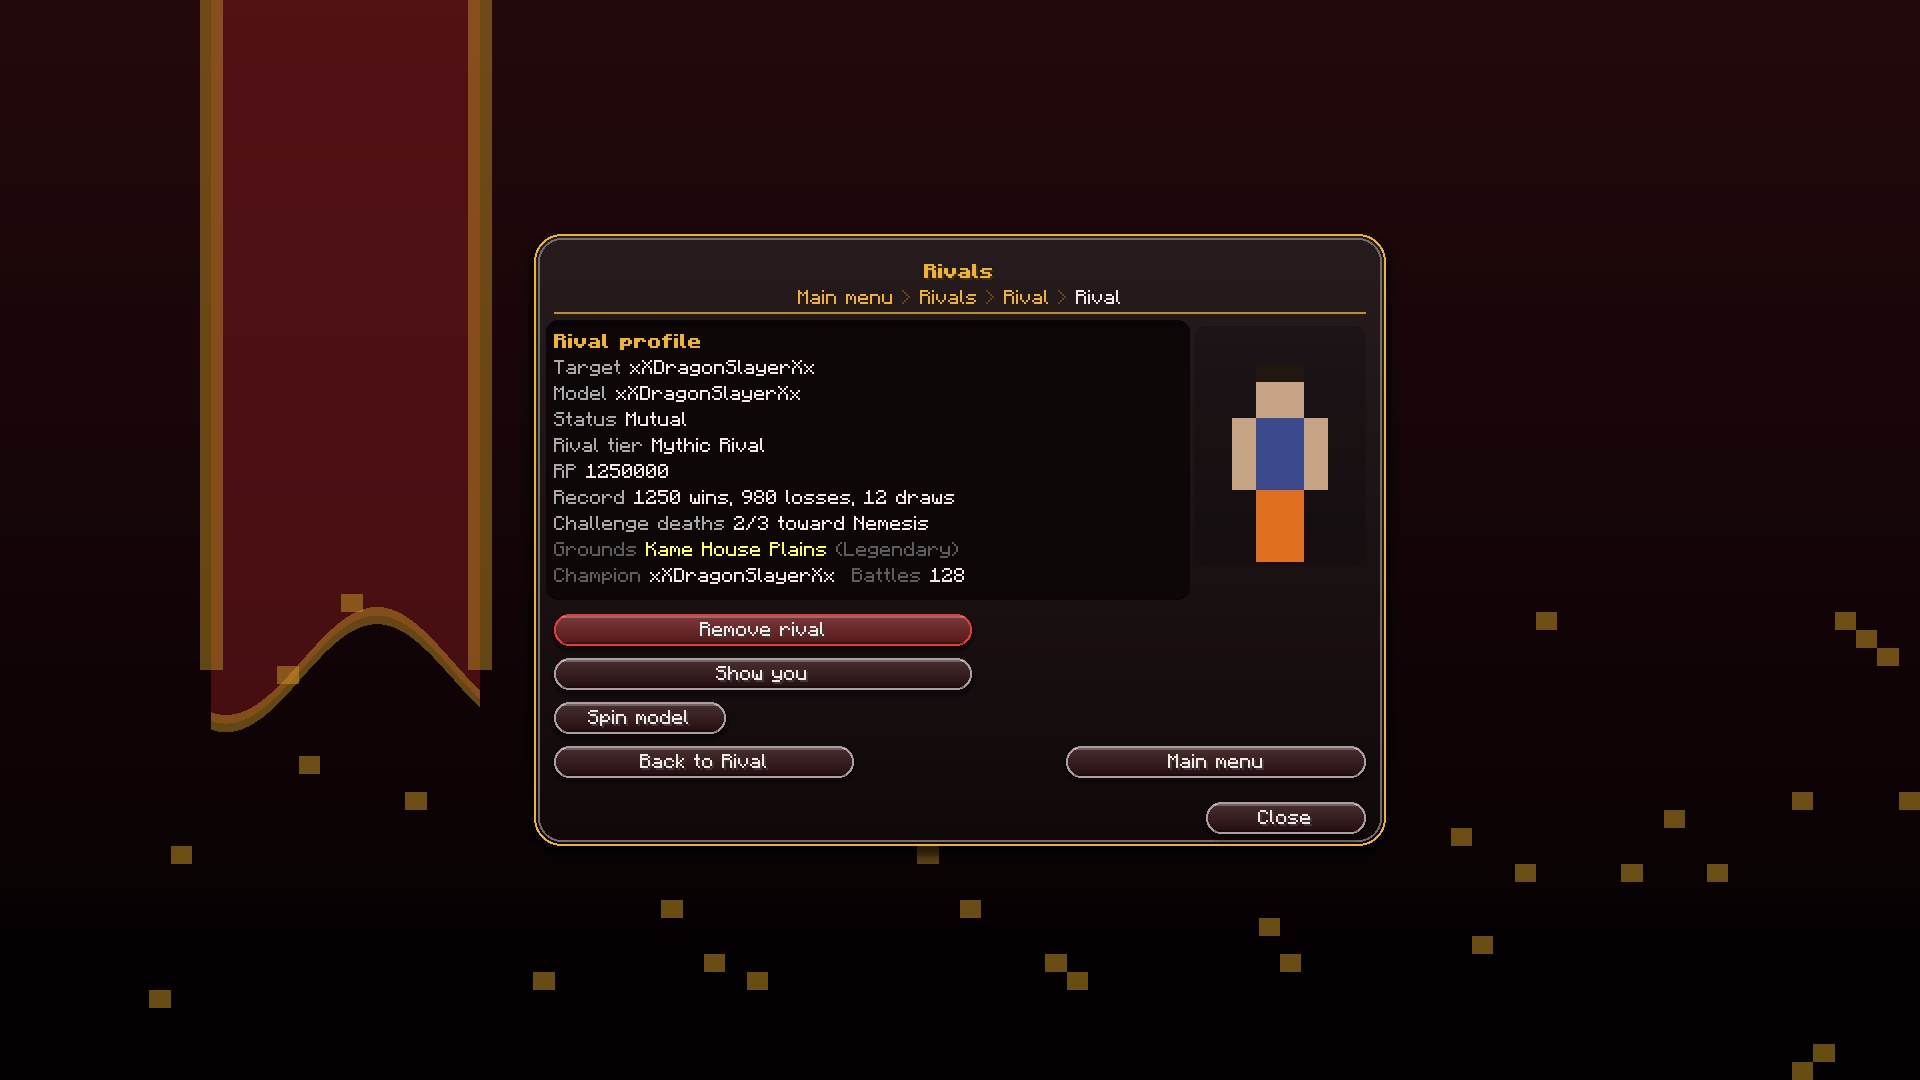 Rivals
Main menu > Rivals > Rival > Rival
Rival profile
Target xXDragonSlayerXx
Model xXDragonSlayerXx
Status Mutual
Rival tier Mythic Rival
RP 1250000
Record 1250 wins, 980 losses, 12 draws
Challenge deaths 2/3 toward Nemesis
Grounds Kame House Plains (Legendary)
Champion xXDragonSlayerXx Battles 128
Remove rival
Show you
Spin model
Back to Rival
Main menu
Close